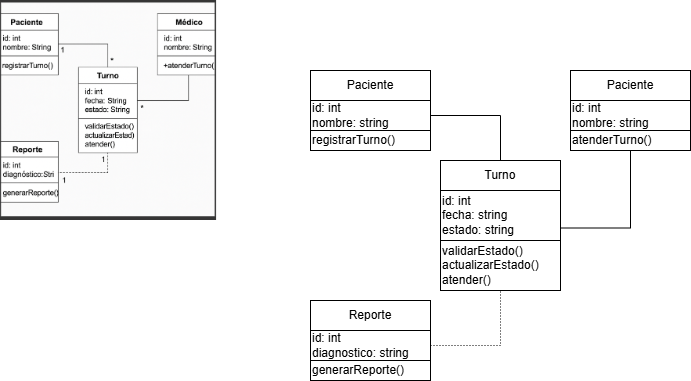 Paciente
id: int
nombre: String
registrarTurno()
1
*
Médico
id: int
nombre: String
+atenderTurno(
Turno
id: int
fecha: String
estado: String
validarEstado()
actualizarEstad)
atender()
*
1
Reporte
id: int
diagnóstico:Stri
generarReporte()
1
Paciente
id: int
nombre: string
registrarTurno()
Paciente
id: int
nombre: string
atenderTurno()
Turno
id: int
fecha: string
estado: string
validarEstado()
actualizarEstado()
atender()
Reporte
id: int
diagnostico: string
generarReporte()